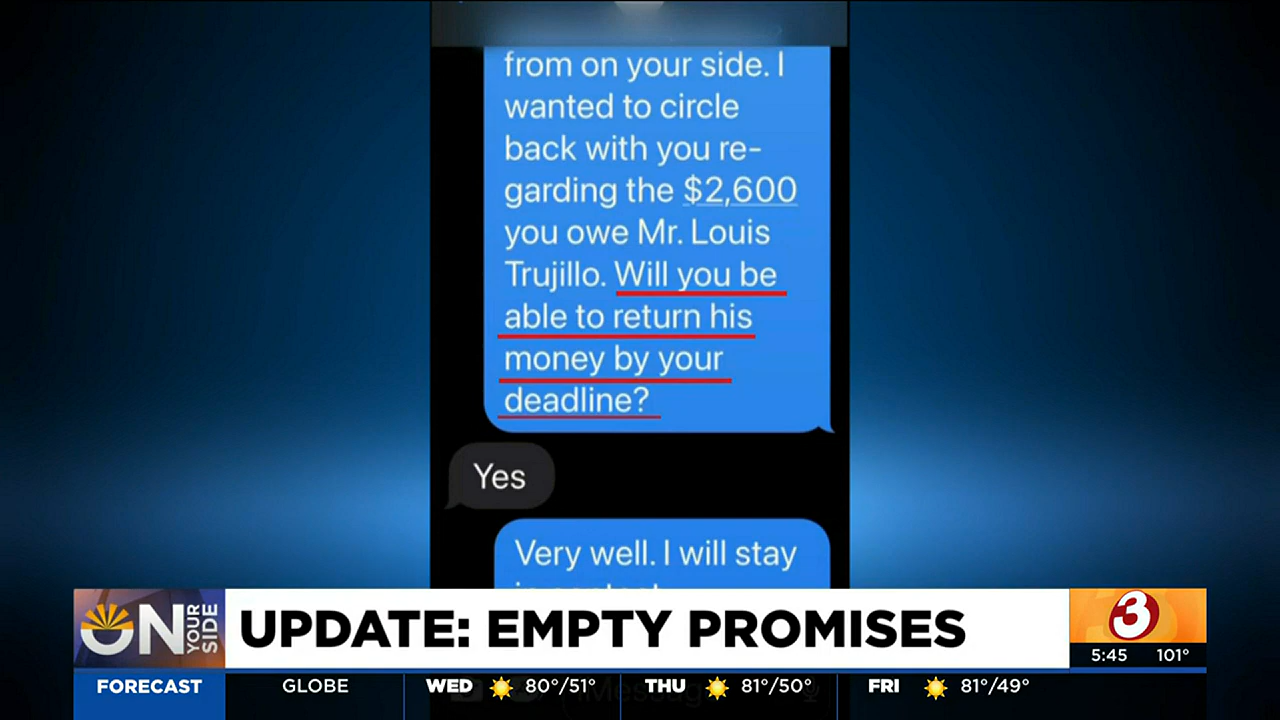 from on your side. I
wanted to circle
back with you re-
garding the $2,600
you owe Mr. Louis
Trujillo. Will you be
able to return his
money by your
deadline?
Yes
Very well. I will stay
ON YOUR SIDE
UPDATE: EMPTY PROMISES
3
5:45 101°
FORECAST GLOBE WED 80°/51° THU 81°/50° FRI 81°/49°